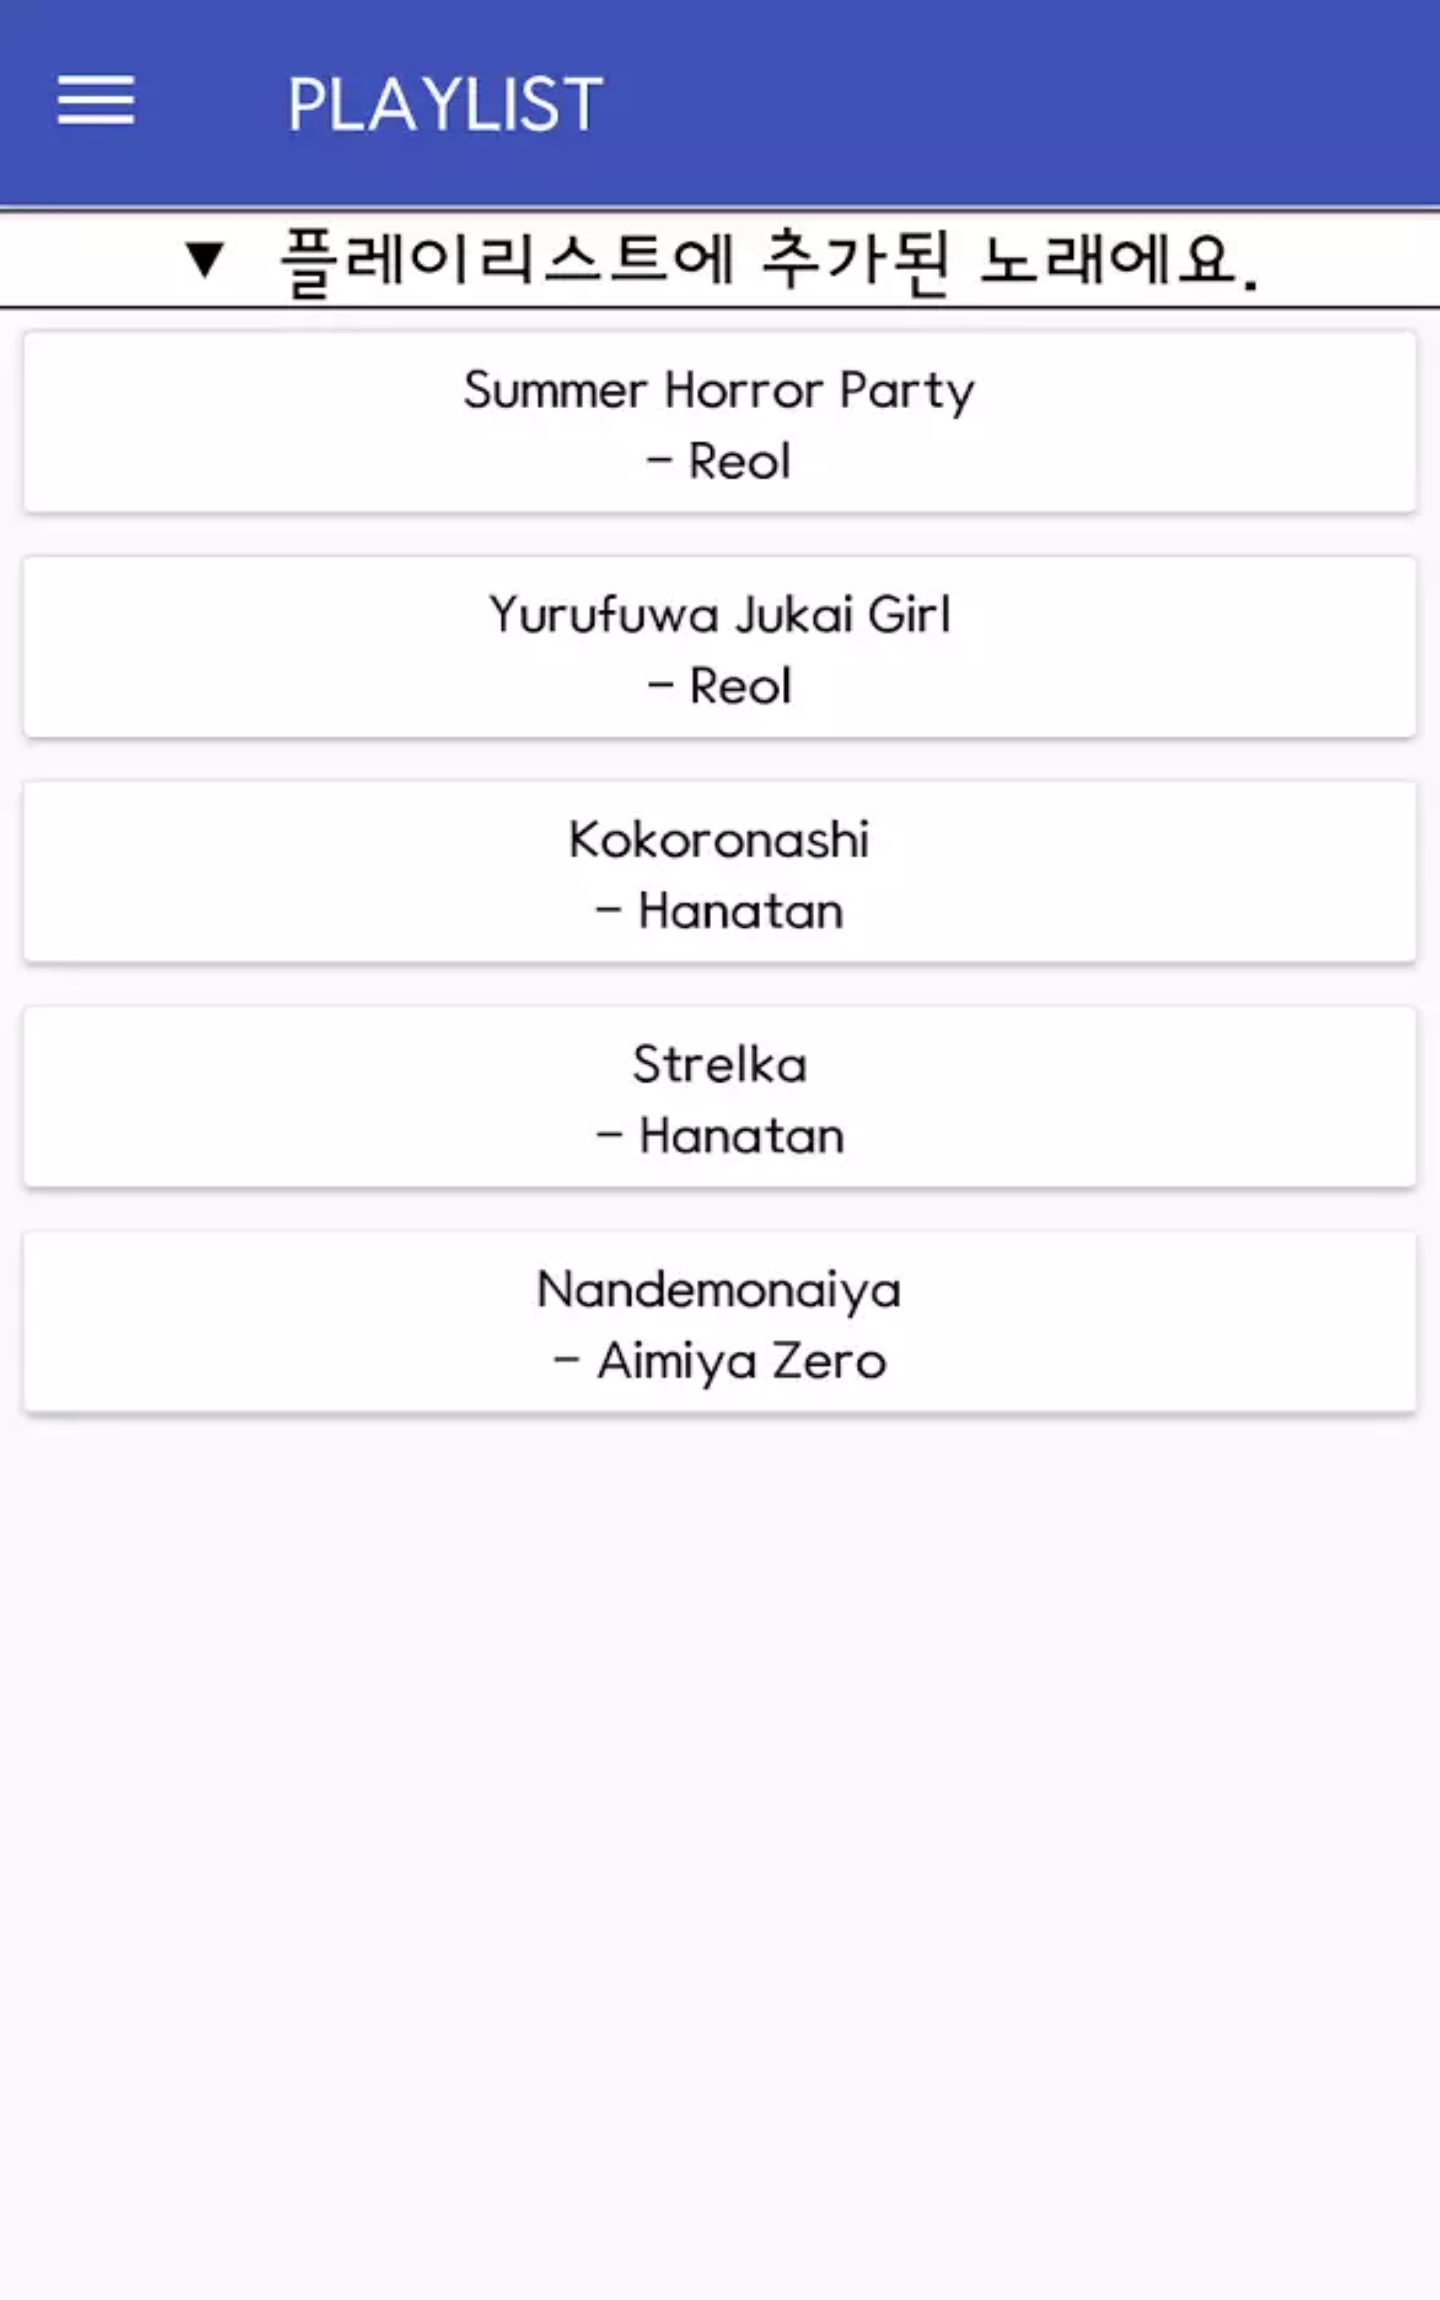 PLAYLIST
▼ 플레이리스트에 추가된 노래에요.
Summer Horror Party
- Reol
Yurufuwa Jukai Girl
- Reol
Kokoronashi
- Hanatan
Strelka
- Hanatan
Nandemonaiya
- Aimiya Zero